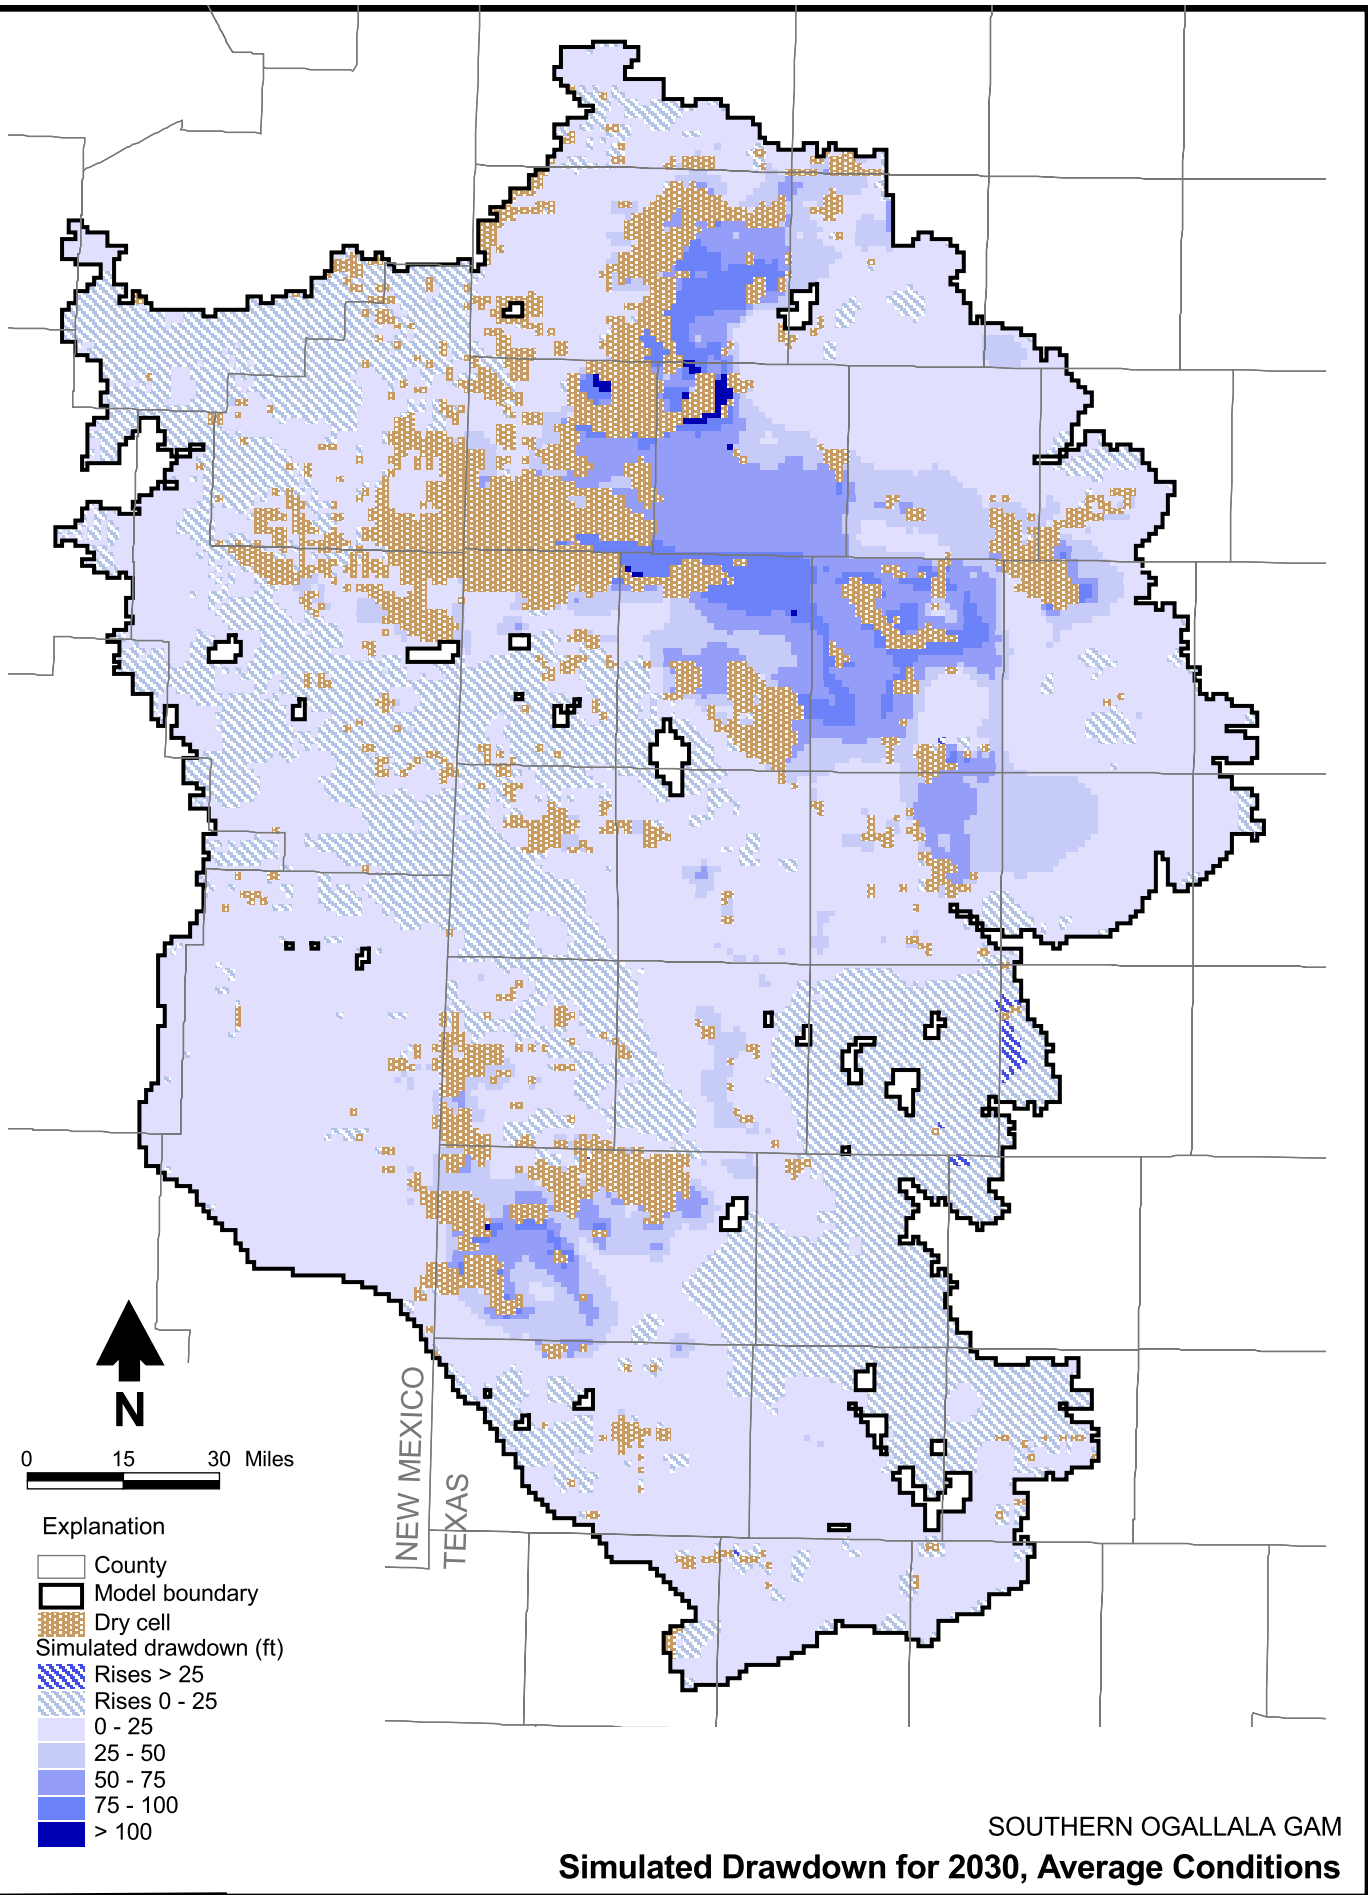 N
0 15 30 Miles
NEW MEXICO
TEXAS
Explanation
County
Model boundary
Dry cell
Simulated drawdown (ft)
Rises > 25
Rises 0 - 25
0 - 25
25 - 50
50 - 75
75 - 100
> 100
SOUTHERN OGALLALA GAM
Simulated Drawdown for 2030, Average Conditions